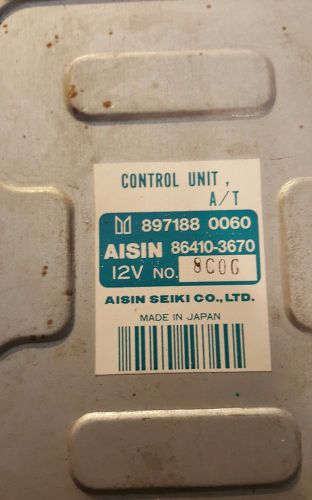 CONTROL UNIT,
A/T
897188 0060
AISIN 86410-3670
12V NO. 8C0G
AISIN SEIKI CO., LTD.
MADE IN JAPAN